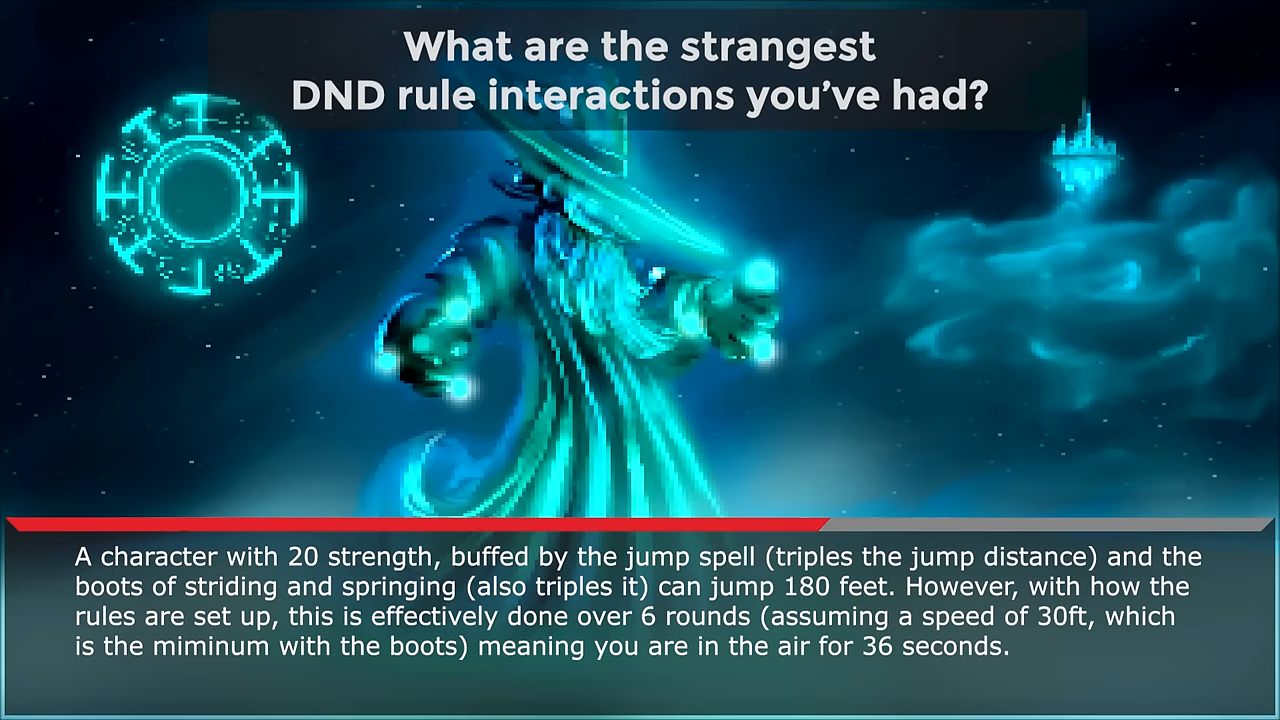 What are the strangest
DND rule interactions you’ve had?
A character with 20 strength, buffed by the jump spell (triples the jump distance) and the
boots of striding and springing (also triples it) can jump 180 feet. However, with how the
rules are set up, this is effectively done over 6 rounds (assuming a speed of 30ft, which
is the miminum with the boots) meaning you are in the air for 36 seconds.